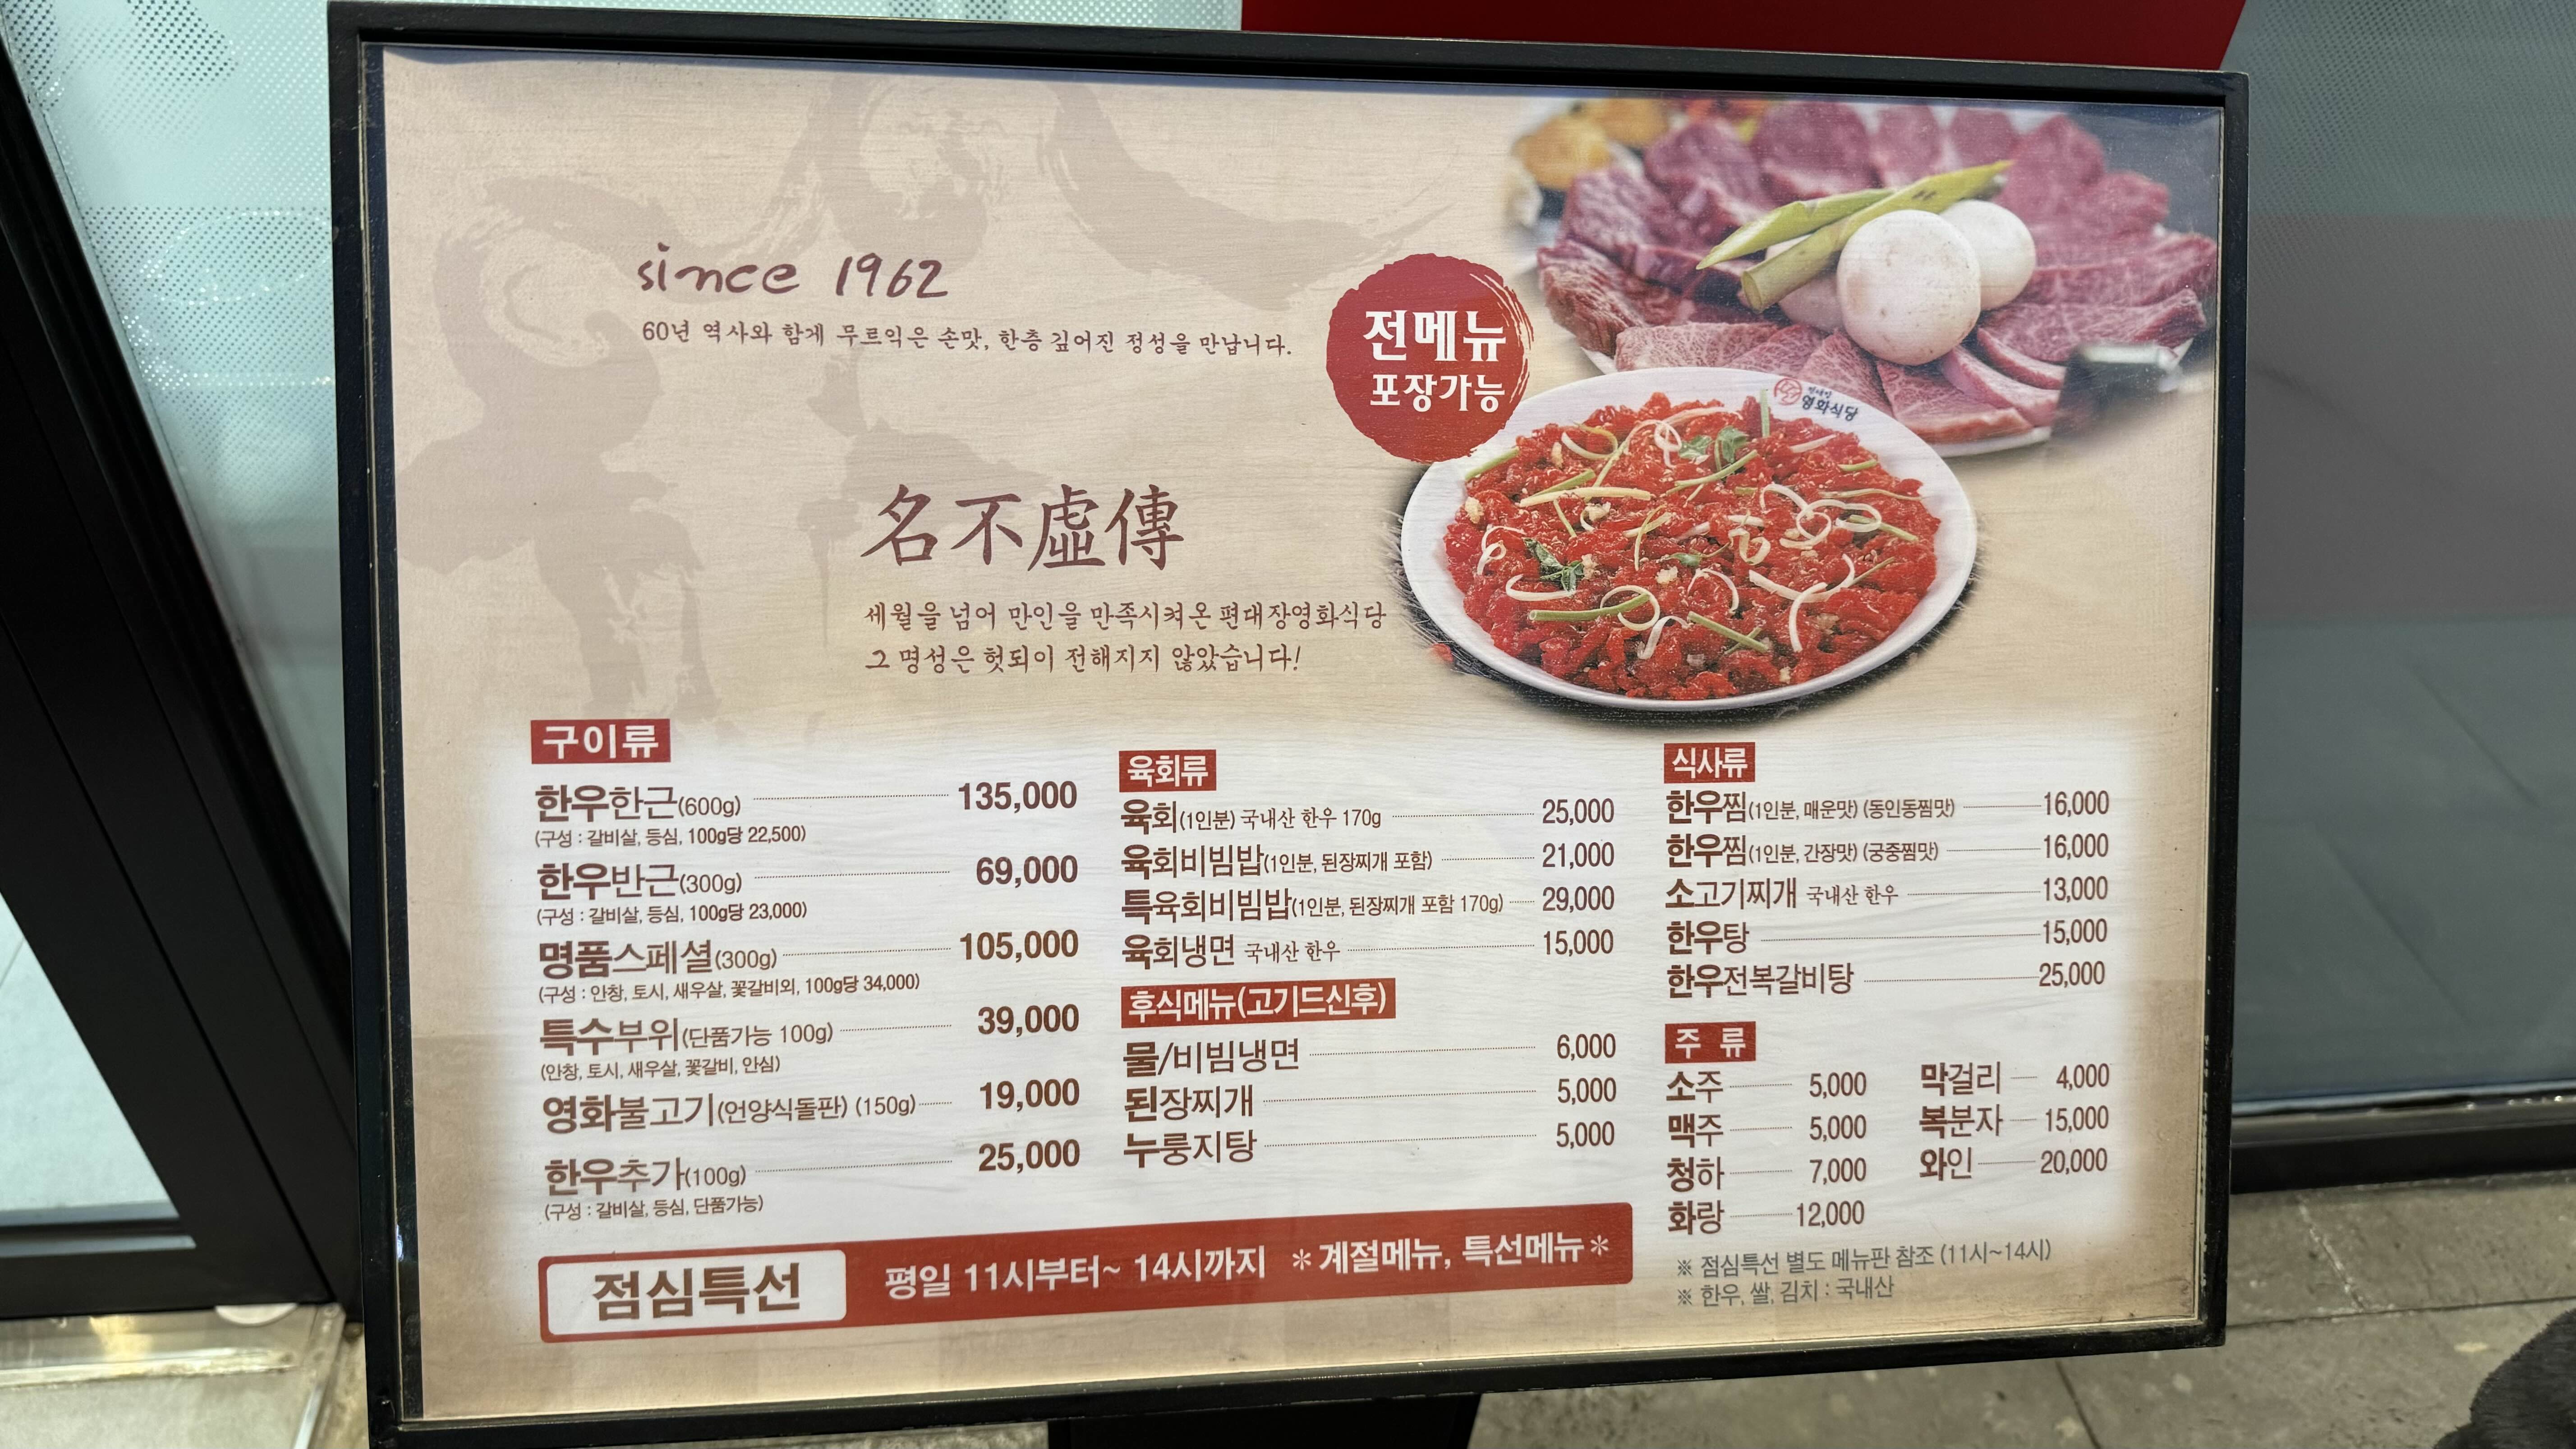 since 1962
60년 역사와 함께 무르익은 손맛, 한층 깊어진 정성을 만납니다.
전메뉴
포장가능
영화식당
名不虛傳
세월을 넘어 만인을 만족시켜온 편대장영화식당
그 명성은 헛되이 전해지지 않았습니다!
구이류
한우한근(600g) 135,000
(구성 : 갈비살, 등심, 100g당 22,500)
한우반근(300g) 69,000
(구성 : 갈비살, 등심, 100g당 23,000)
명품스페셜(300g) 105,000
(구성 : 안창, 토시, 새우살, 꽃갈비외, 100g당 34,000)
특수부위(단품가능 100g) 39,000
(안창, 토시, 새우살, 꽃갈비, 안심)
영화불고기(언양식돌판) (150g) 19,000
한우추가(100g) 25,000
(구성 : 갈비살, 등심, 단품가능)
육회류
육회(1인분) 국내산 한우 170g 25,000
육회비빔밥(1인분, 된장찌개 포함) 21,000
특육회비빔밥(1인분, 된장찌개 포함 170g) 29,000
육회냉면 국내산 한우 15,000
후식메뉴(고기드신후)
물/비빔냉면 6,000
된장찌개 5,000
누룽지탕 5,000
식사류
한우찜(1인분, 매운맛) (동인동찜맛) 16,000
한우찜(1인분, 간장맛) (궁중찜맛) 16,000
소고기찌개 국내산 한우 13,000
한우탕 15,000
한우전복갈비탕 25,000
주 류
소주 5,000 막걸리 4,000
맥주 5,000 복분자 15,000
청하 7,000 와인 20,000
화랑 12,000
※ 점심특선 별도 메뉴판 참조 (11시~14시)
※ 한우, 쌀, 김치 : 국내산
점심특선 평일 11시부터~ 14시까지 *계절메뉴, 특선메뉴*